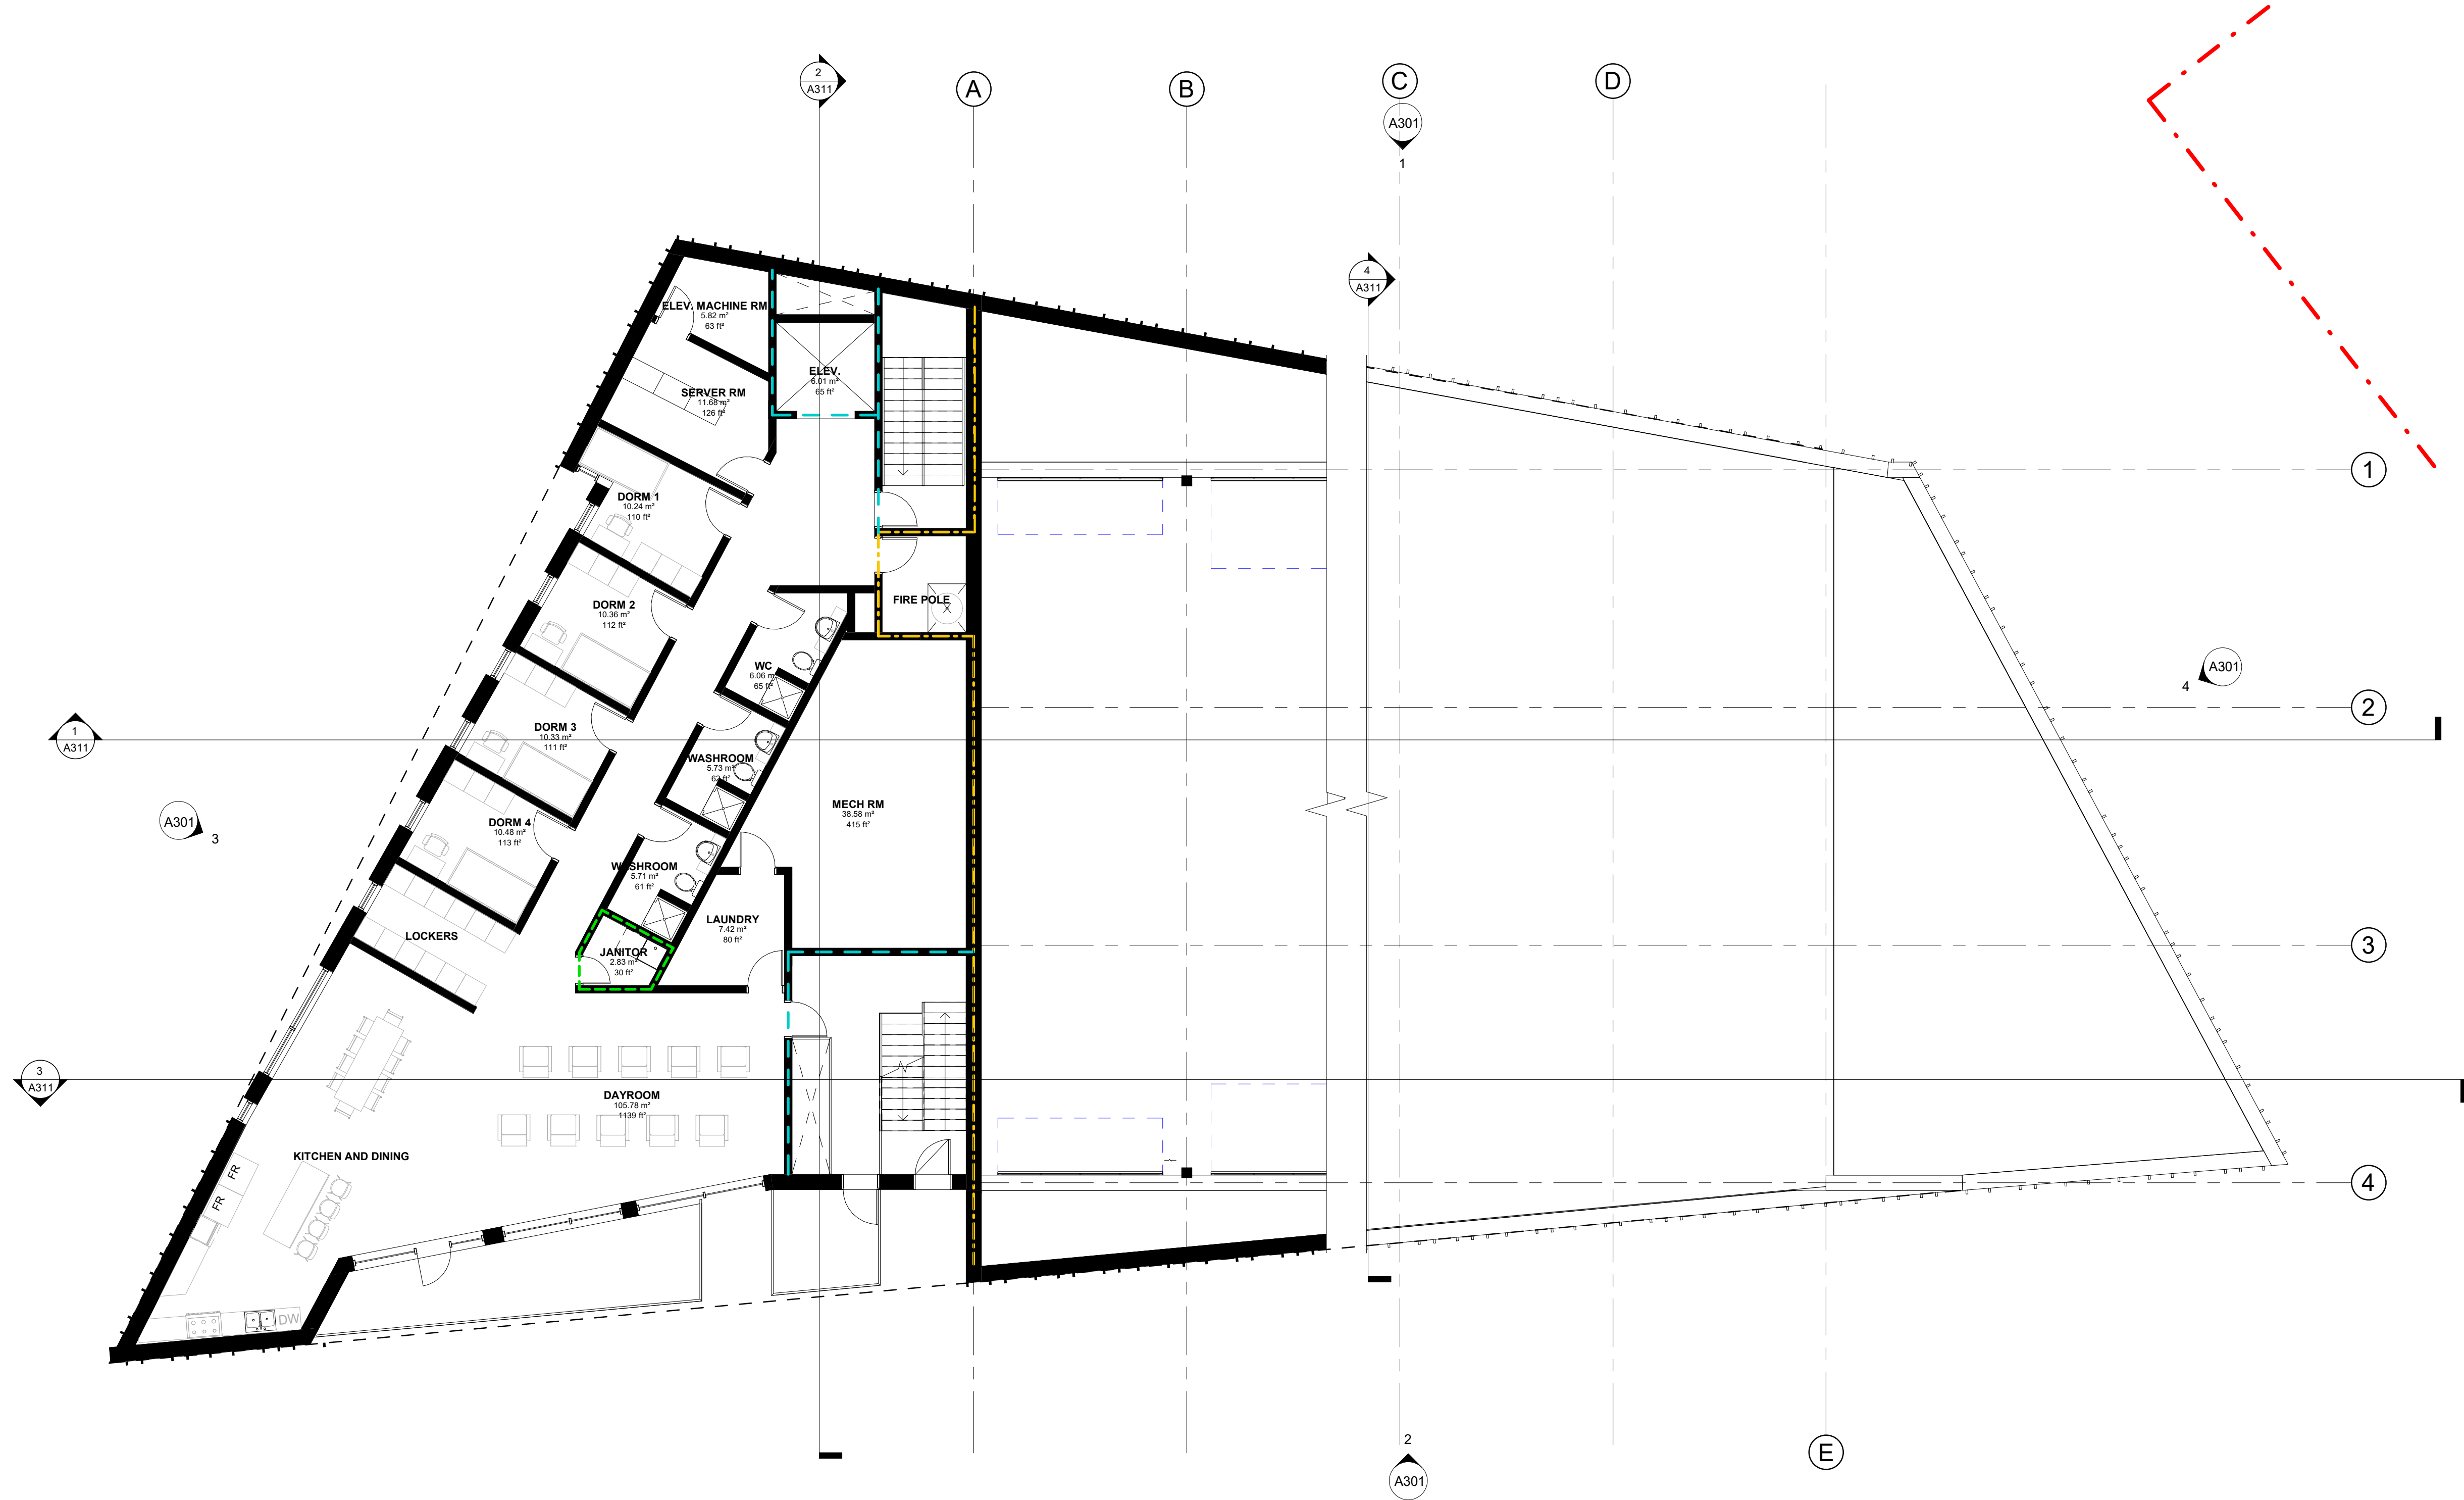 2
A311
A
B
C
D
A301
1
4
A311
ELEV. MACHINE RM
5.82 m²
63 ft²
ELEV.
6.01 m²
65 ft²
SERVER RM
11.68 m²
126 ft²
1
DORM 1
10.24 m²
110 ft²
DORM 2
10.36 m²
112 ft²
FIRE POLE
WC
6.06 m²
65 ft²
A301
4
2
DORM 3
10.33 m²
111 ft²
1
A311
WASHROOM
5.73 m²
62 ft²
MECH RM
38.58 m²
415 ft²
A301
3
DORM 4
10.48 m²
113 ft²
WASHROOM
5.71 m²
61 ft²
LAUNDRY
7.42 m²
80 ft²
LOCKERS
3
JANITOR
2.83 m²
30 ft²
3
A311
DAYROOM
105.78 m²
1139 ft²
KITCHEN AND DINING
FR
FR
4
DW
2
A301
E